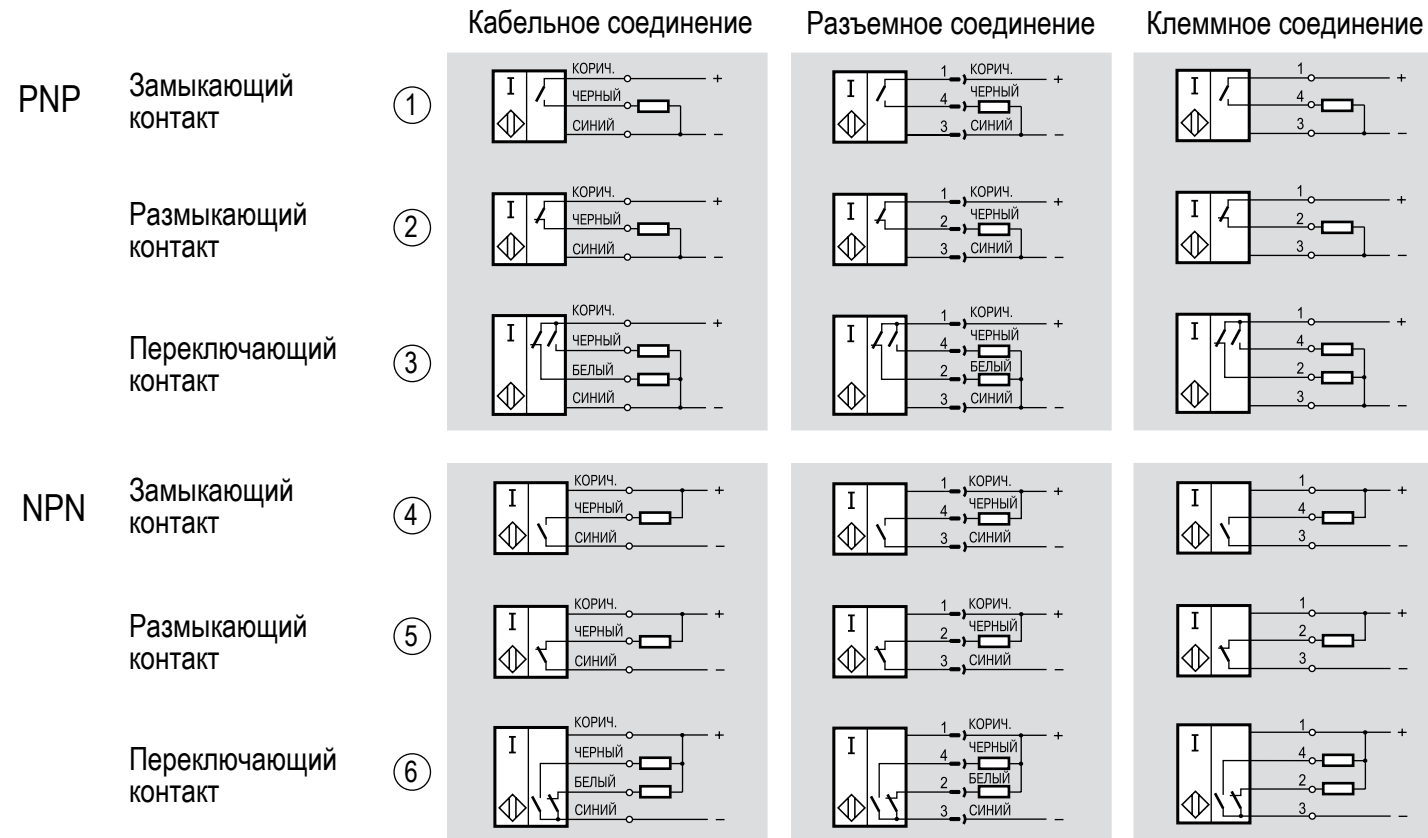 Кабельное соединение
Разъемное соединение
Клеммное соединение
PNP
Замыкающий
контакт
1
I
КОРИЧ.
+
ЧЕРНЫЙ
СИНИЙ
–
I
1
КОРИЧ.
+
4
ЧЕРНЫЙ
3
СИНИЙ
–
I
1
+
4
3
–
Размыкающий
контакт
2
I
КОРИЧ.
+
ЧЕРНЫЙ
СИНИЙ
–
I
1
КОРИЧ.
+
2
ЧЕРНЫЙ
3
СИНИЙ
–
I
1
+
2
3
–
Переключающий
контакт
3
I
КОРИЧ.
+
ЧЕРНЫЙ
БЕЛЫЙ
СИНИЙ
–
I
1
КОРИЧ.
+
4
ЧЕРНЫЙ
2
БЕЛЫЙ
3
СИНИЙ
–
I
1
+
4
2
3
–
NPN
Замыкающий
контакт
4
I
КОРИЧ.
+
ЧЕРНЫЙ
СИНИЙ
–
I
1
КОРИЧ.
+
4
ЧЕРНЫЙ
3
СИНИЙ
–
I
1
+
4
3
–
Размыкающий
контакт
5
I
КОРИЧ.
+
ЧЕРНЫЙ
СИНИЙ
–
I
1
КОРИЧ.
+
2
ЧЕРНЫЙ
3
СИНИЙ
–
I
1
+
2
3
–
Переключающий
контакт
6
I
КОРИЧ.
+
ЧЕРНЫЙ
БЕЛЫЙ
СИНИЙ
–
I
1
КОРИЧ.
+
4
ЧЕРНЫЙ
2
БЕЛЫЙ
3
СИНИЙ
–
I
1
+
4
2
3
–